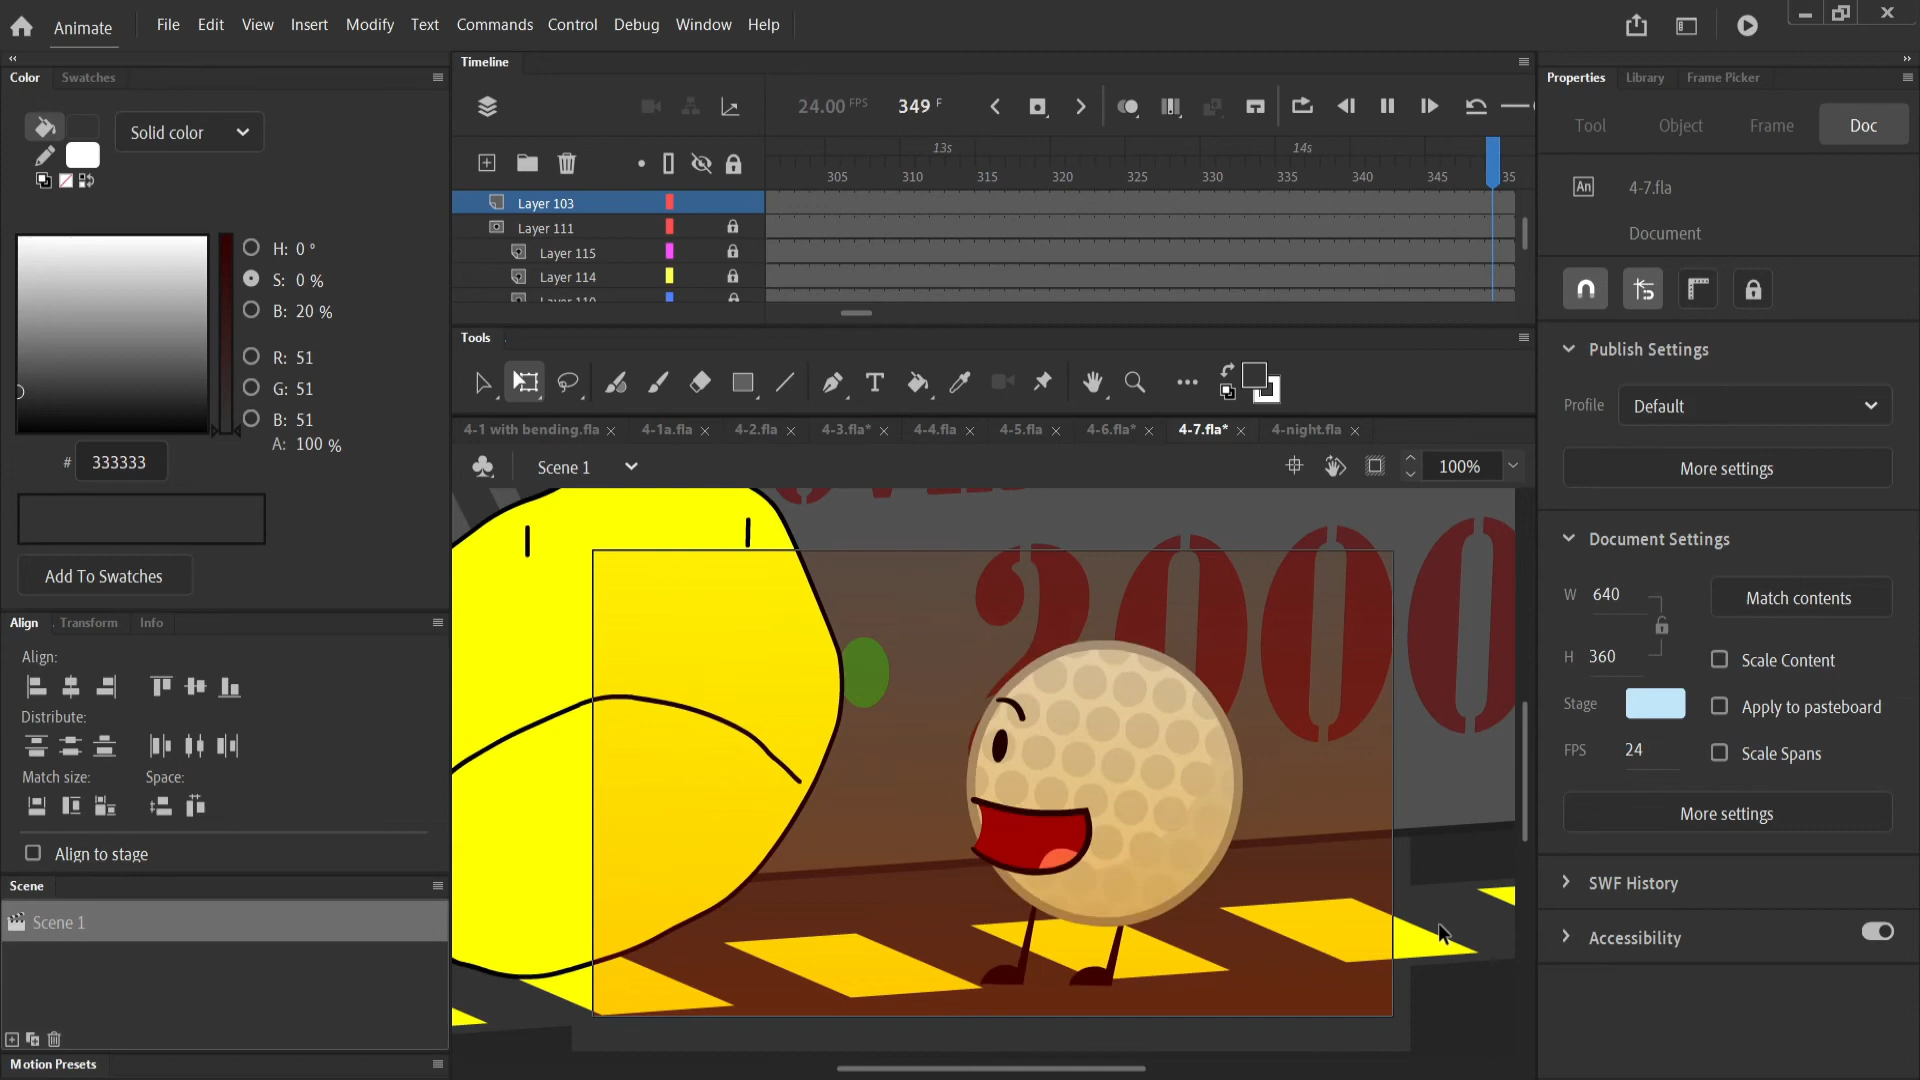 Animate File Edit View Insert Modify Text Commands Control Debug Window Help
Color Swatches
Solid color
H: 0 °
S: 0 %
B: 20 %
R: 51
G: 51
B: 51
A: 100 %
# 333333
Add To Swatches
Align Transform Info
Align:
Distribute:
Match size: Space:
Align to stage
Scene
Scene 1
Motion Presets
Timeline
24.00 FPS 349 F
13s 14s
305 310 315 320 325 330 335 340 345 35
Layer 103
Layer 111
Layer 115
Layer 114
Layer 110
Tools
4-1 with bending.fla 4-1a.fla 4-2.fla 4-3.fla* 4-4.fla 4-5.fla 4-6.fla* 4-7.fla* 4-night.fla
Scene 1 100%
2000
Properties Library Frame Picker
Tool Object Frame Doc
An 4-7.fla
Document
Publish Settings
Profile Default
More settings
Document Settings
W 640 Match contents
H 360 Scale Content
Stage Apply to pasteboard
FPS 24 Scale Spans
More settings
SWF History
Accessibility